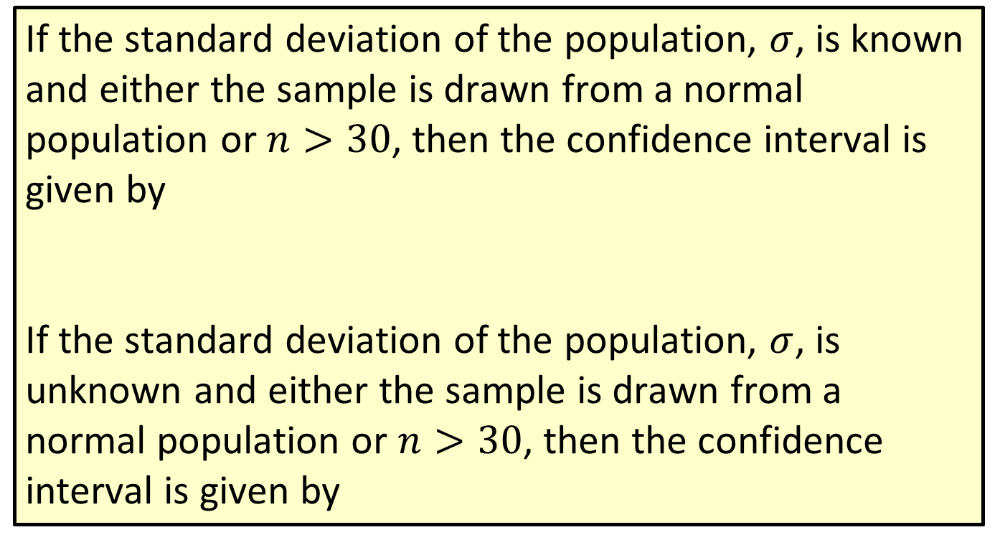 If the standard deviation of the population, σ, is known
and either the sample is drawn from a normal
population or n > 30, then the confidence interval is
given by
If the standard deviation of the population, σ, is
unknown and either the sample is drawn from a
normal population or n > 30, then the confidence
interval is given by